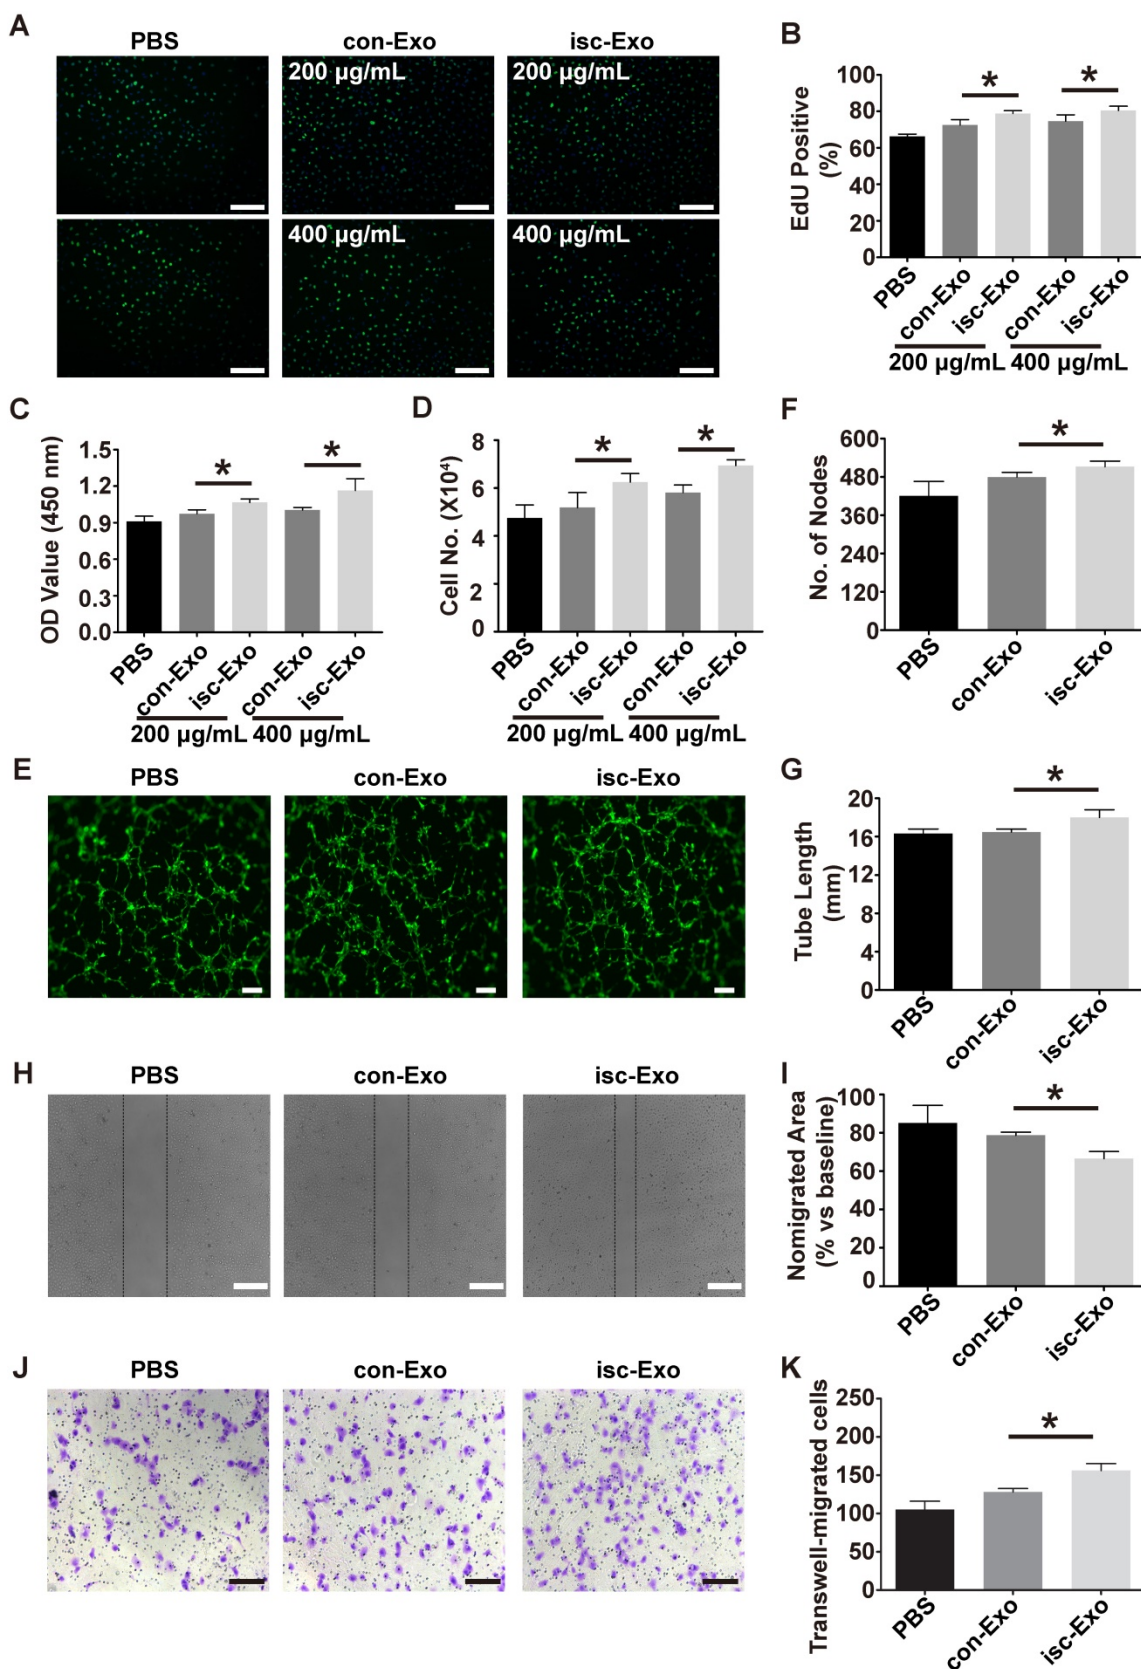 A
PBS
con-Exo
isc-Exo
200 µg/mL
200 µg/mL
400 µg/mL
400 µg/mL
B
EdU Positive
(%)
100
80
60
40
20
0
*
*
PBS
con-Exo
isc-Exo
con-Exo
isc-Exo
200 µg/mL
400 µg/mL
C
OD Value (450 nm)
1.5
1.2
0.9
0.6
0.3
0.0
*
*
PBS
con-Exo
isc-Exo
con-Exo
isc-Exo
200 µg/mL
400 µg/mL
D
Cell No. (X10⁴)
8
6
4
2
0
*
*
PBS
con-Exo
isc-Exo
con-Exo
isc-Exo
200 µg/mL
400 µg/mL
F
No. of Nodes
600
480
360
240
120
0
*
PBS
con-Exo
isc-Exo
E
PBS
con-Exo
isc-Exo
G
Tube Length
(mm)
20
16
12
8
4
0
*
PBS
con-Exo
isc-Exo
H
PBS
con-Exo
isc-Exo
I
Nomigrated Area
(% vs baseline)
100
80
60
40
20
0
*
PBS
con-Exo
isc-Exo
J
PBS
con-Exo
isc-Exo
K
Transwell-migrated cells
250
200
150
100
50
0
*
PBS
con-Exo
isc-Exo